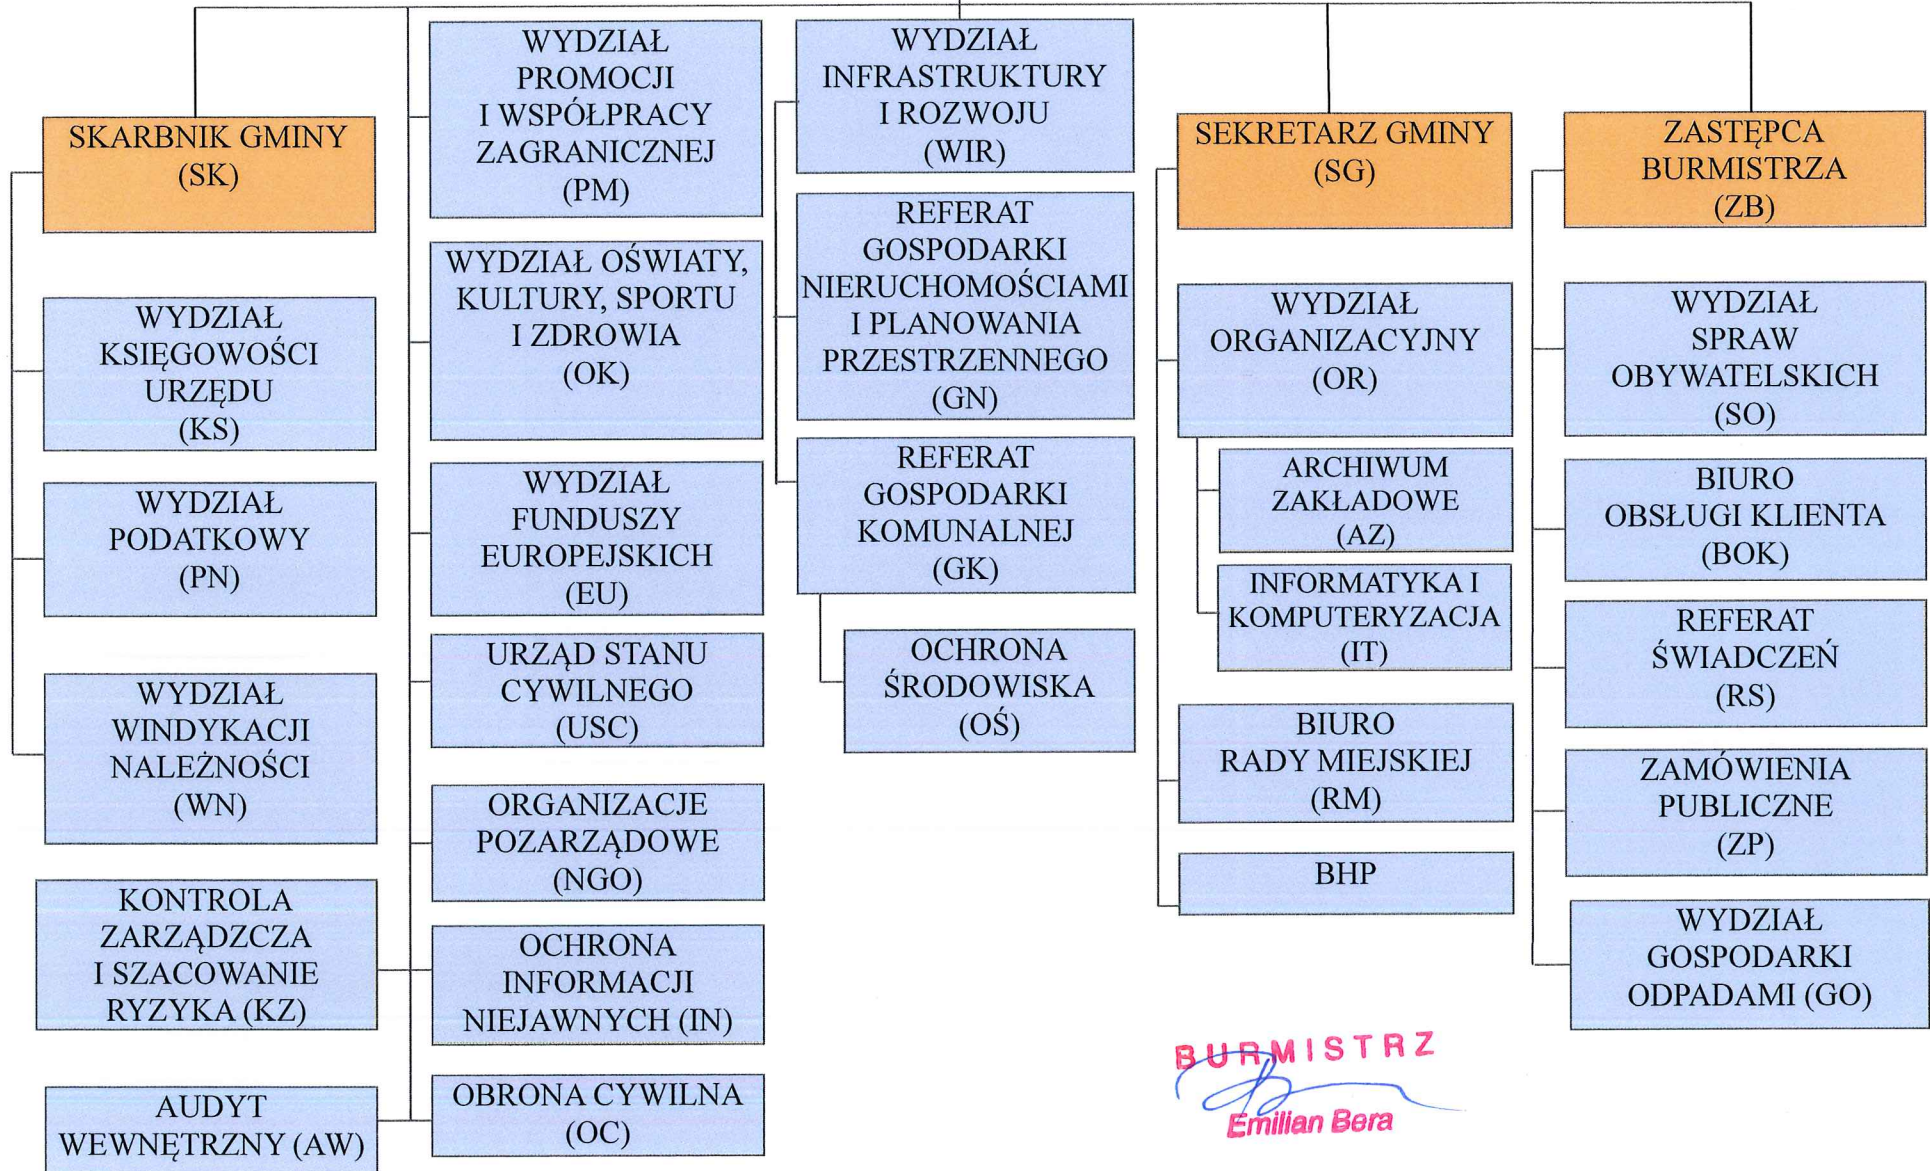 SKARBNIK GMINY
(SK)
WYDZIAŁ
KSIĘGOWOŚCI
URZĘDU
(KS)
WYDZIAŁ
PODATKOWY
(PN)
WYDZIAŁ
WINDYKACJI
NALEŻNOŚCI
(WN)
KONTROLA
ZARZĄDZCZA
I SZACOWANIE
RYZYKA (KZ)
AUDYT
WEWNĘTRZNY (AW)
WYDZIAŁ
PROMOCJI
I WSPÓŁPRACY
ZAGRANICZNEJ
(PM)
WYDZIAŁ OŚWIATY,
KULTURY, SPORTU
I ZDROWIA
(OK)
WYDZIAŁ
FUNDUSZY
EUROPEJSKICH
(EU)
URZĄD STANU
CYWILNEGO
(USC)
ORGANIZACJE
POZARZĄDOWE
(NGO)
OCHRONA
INFORMACJI
NIEJAWNYCH (IN)
OBRONA CYWILNA
(OC)
WYDZIAŁ
INFRASTRUKTURY
I ROZWOJU
(WIR)
REFERAT
GOSPODARKI
NIERUCHOMOŚCIAMI
I PLANOWANIA
PRZESTRZENNEGO
(GN)
REFERAT
GOSPODARKI
KOMUNALNEJ
(GK)
OCHRONA
ŚRODOWISKA
(OŚ)
SEKRETARZ GMINY
(SG)
WYDZIAŁ
ORGANIZACYJNY
(OR)
ARCHIWUM
ZAKŁADOWE
(AZ)
INFORMATYKA I
KOMPUTERYZACJA
(IT)
BIURO
RADY MIEJSKIEJ
(RM)
BHP
ZASTĘPCA
BURMISTRZA
(ZB)
WYDZIAŁ
SPRAW
OBYWATELSKICH
(SO)
BIURO
OBSŁUGI KLIENTA
(BOK)
REFERAT
ŚWIADCZEŃ
(RS)
ZAMÓWIENIA
PUBLICZNE
(ZP)
WYDZIAŁ
GOSPODARKI
ODPADAMI (GO)
BURMISTRZ
Emilian Bera